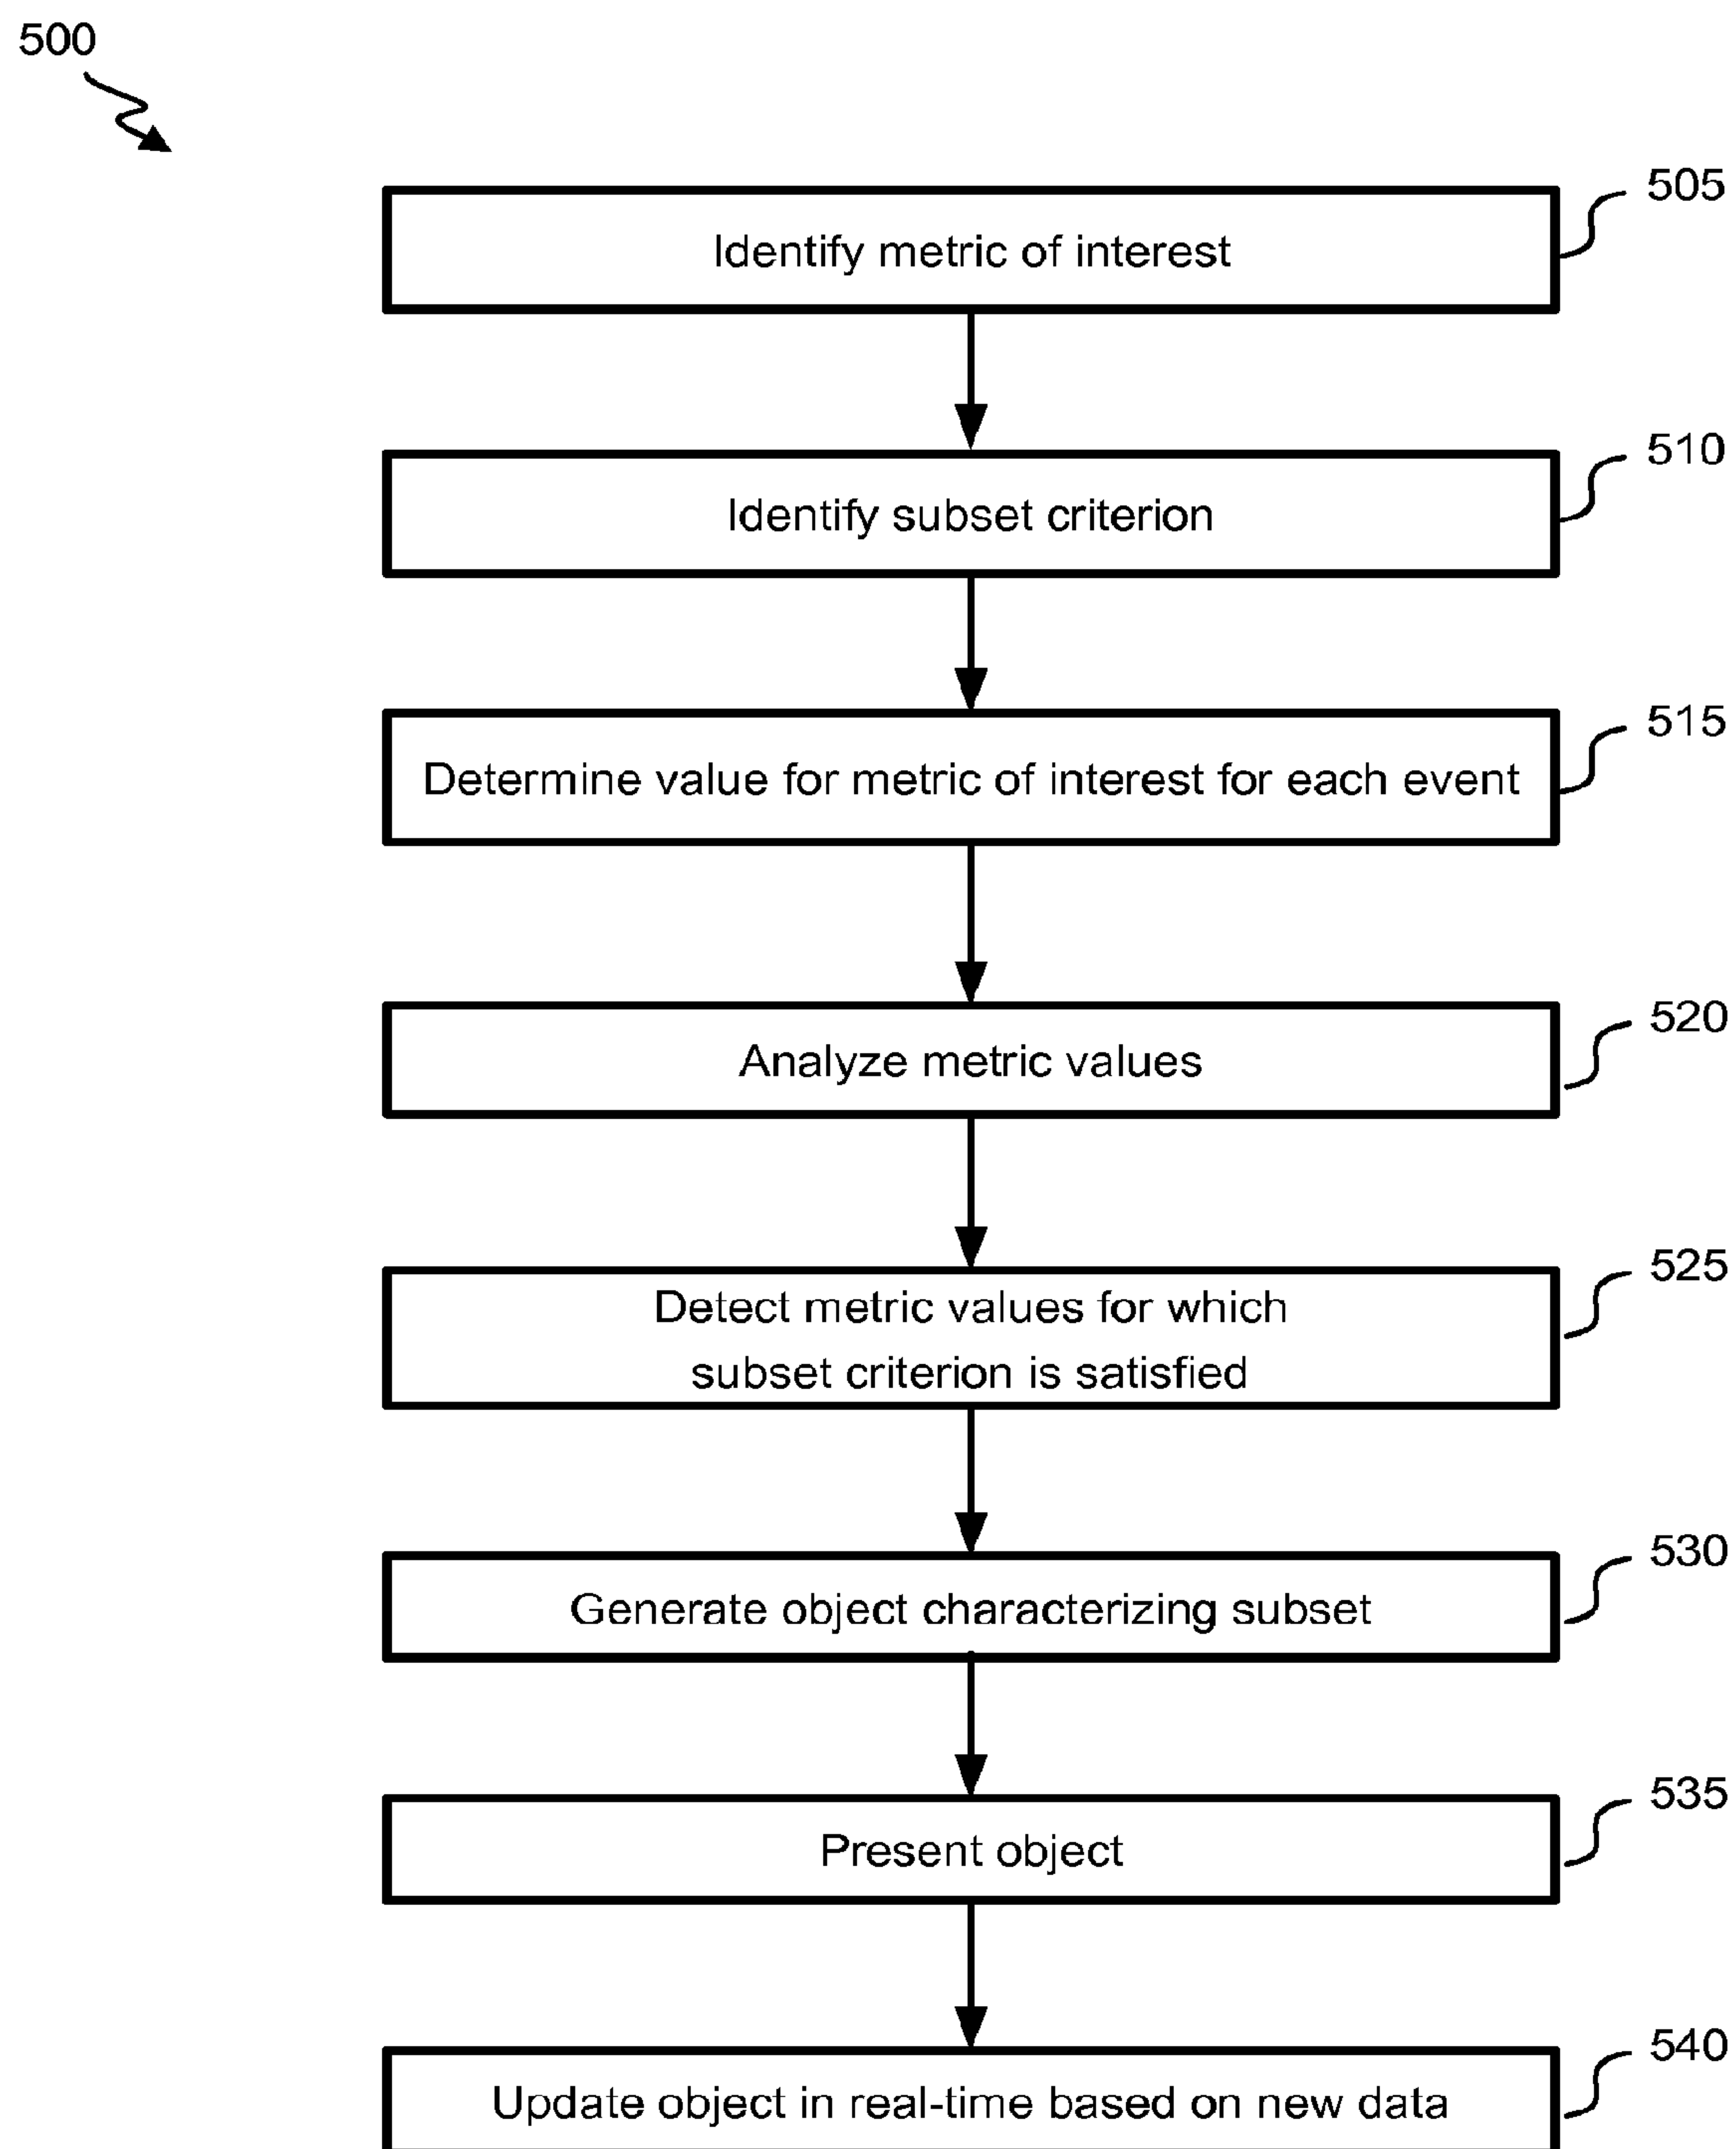 500
505
Identify metric of interest
510
Identify subset criterion
515
Determine value for metric of interest for each event
520
Analyze metric values
525
Detect metric values for which
subset criterion is satisfied
530
Generate object characterizing subset
535
Present object
540
Update object in real-time based on new data